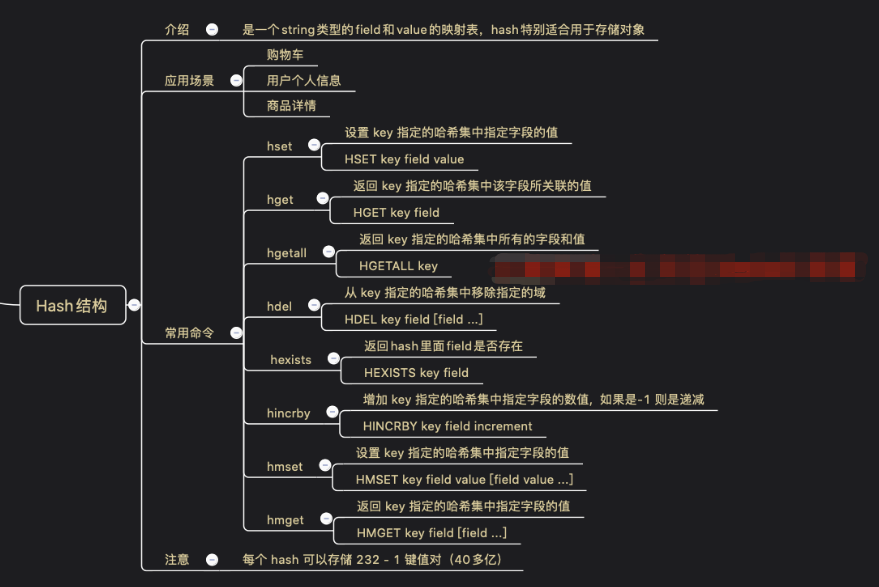 Hash结构
介绍
是一个string类型的field和value的映射表，hash特别适合用于存储对象
应用场景
购物车
用户个人信息
商品详情
常用命令
hset
设置 key 指定的哈希集中指定字段的值
HSET key field value
hget
返回 key 指定的哈希集中该字段所关联的值
HGET key field
hgetall
返回 key 指定的哈希集中所有的字段和值
HGETALL key
hdel
从 key 指定的哈希集中移除指定的域
HDEL key field [field ...]
hexists
返回hash里面field是否存在
HEXISTS key field
hincrby
增加 key 指定的哈希集中指定字段的数值，如果是-1 则是递减
HINCRBY key field increment
hmset
设置 key 指定的哈希集中指定字段的值
HMSET key field value [field value ...]
hmget
返回 key 指定的哈希集中指定字段的值
HMGET key field [field ...]
注意
每个 hash 可以存储 232 - 1 键值对（40多亿）